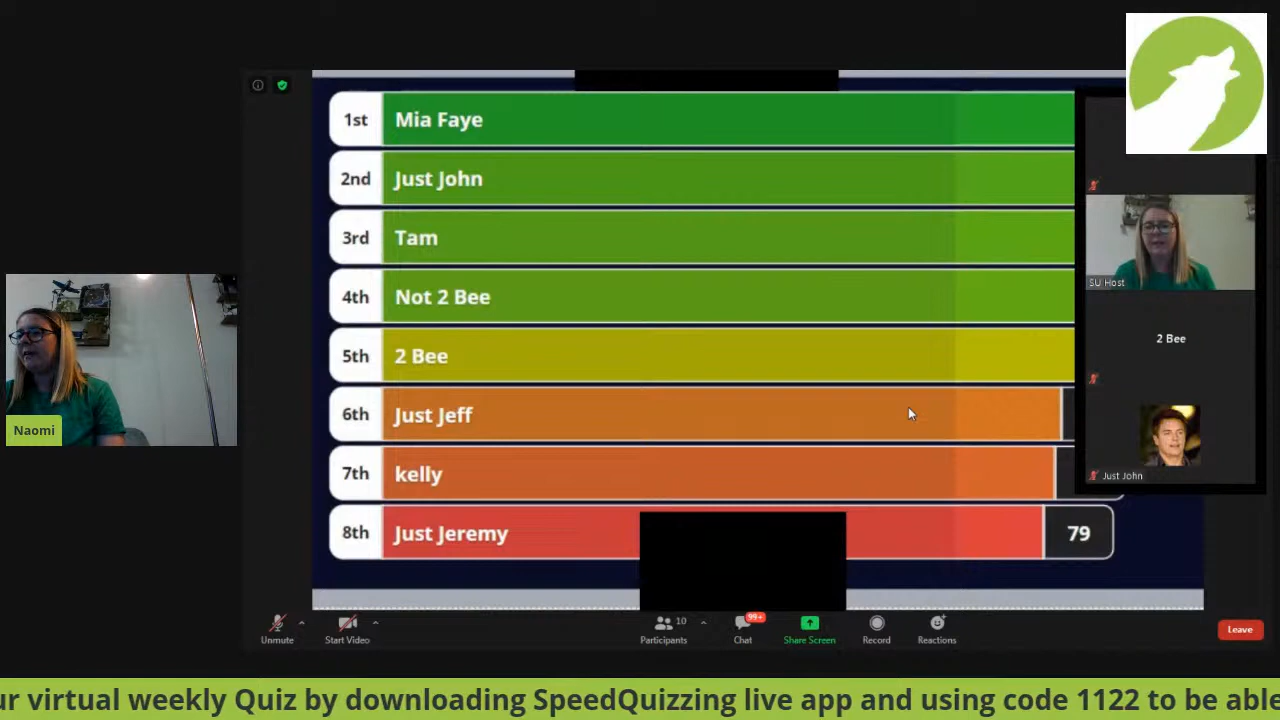 1st Mia Faye
2nd Just John
3rd Tam
4th Not 2 Bee
SU Host
5th 2 Bee
2 Bee
6th Just Jeff
Naomi
7th kelly
Just John
8th Just Jeremy 79
Unmute
Start Video
Participants 10
Chat 99+
Share Screen
Record
Reactions
Leave
ur virtual weekly Quiz by downloading SpeedQuizzing live app and using code 1122 to be able